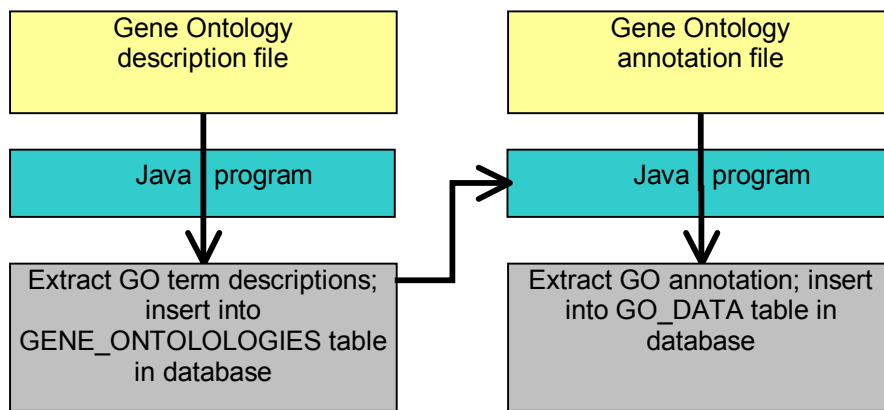 Gene Ontology
description file
Java program
Extract GO term descriptions;
insert into
GENE_ONTOLOLOGIES table
in database
Gene Ontology
annotation file
Java program
Extract GO annotation; insert
into GO_DATA table in
database